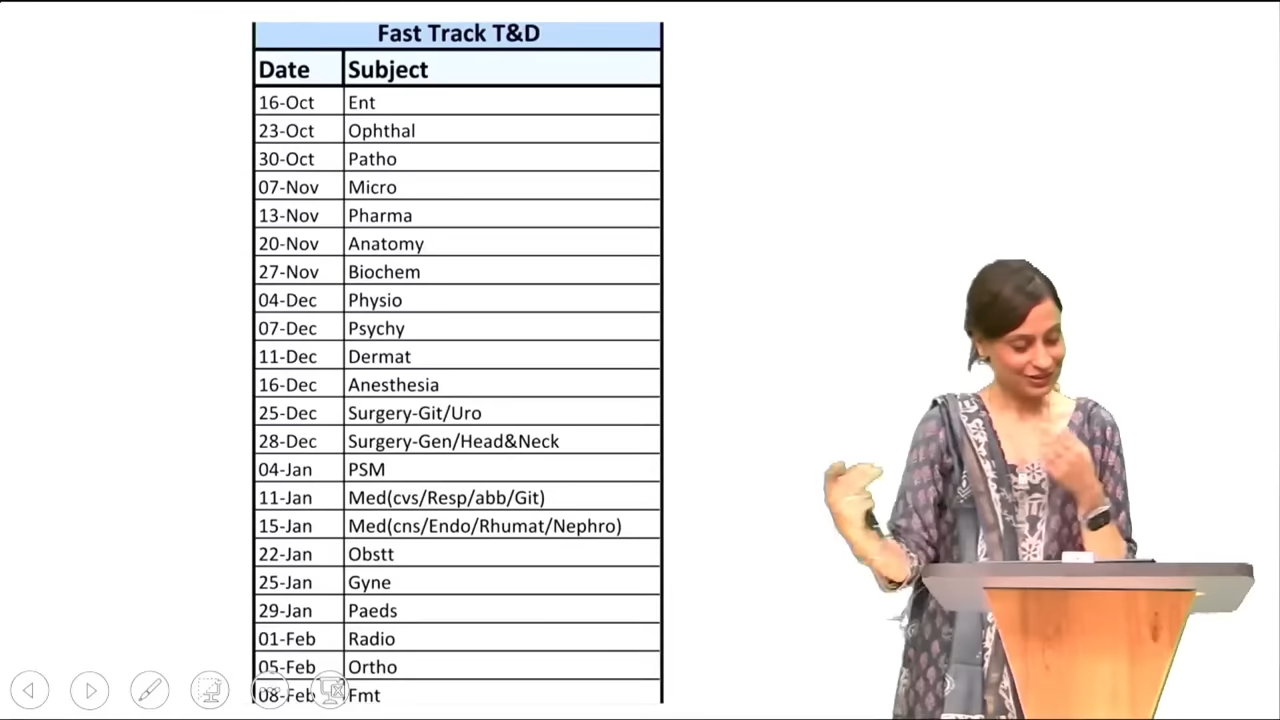 Fast Track T&D
Date Subject
16-Oct Ent
23-Oct Ophthal
30-Oct Patho
07-Nov Micro
13-Nov Pharma
20-Nov Anatomy
27-Nov Biochem
04-Dec Physio
07-Dec Psychy
11-Dec Dermat
16-Dec Anesthesia
25-Dec Surgery-Git/Uro
28-Dec Surgery-Gen/Head&Neck
04-Jan PSM
11-Jan Med(cvs/Resp/abb/Git)
15-Jan Med(cns/Endo/Rhumat/Nephro)
22-Jan Obstt
25-Jan Gyne
29-Jan Paeds
01-Feb Radio
05-Feb Ortho
08-Feb Fmt